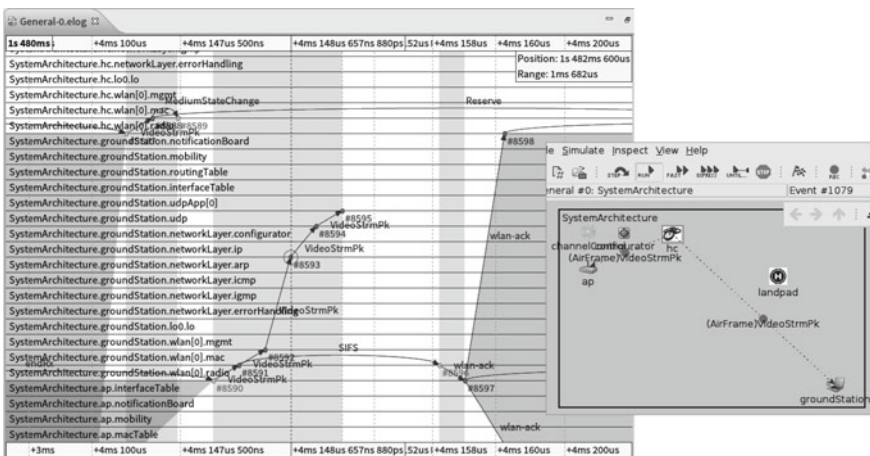 General-0.elog
1s 480ms +4ms 100us +4ms 147us 500ns +4ms 148us 657ns 880ps ,52us +4ms 158us +4ms 160us +4ms 200us
Position: 1s 482ms 600us
Range: 1ms 682us
SystemArchitecture.hc.networkLayer.errorHandling
SystemArchitecture.hc.lo0.lo
SystemArchitecture.hc.wlan[0].mgmt
MediumStateChange
Reserve
SystemArchitecture.hc.wlan[0].mac
SystemArchitecture.hc.wlan[0].radio
#8589
VideoStrmPk
SystemArchitecture.groundStation.notificationBoard
#8598
SystemArchitecture.groundStation.mobility
SystemArchitecture.groundStation.routingTable
SystemArchitecture.groundStation.interfaceTable
SystemArchitecture.groundStation.udpApp[0]
SystemArchitecture.groundStation.udp
#8595
VideoStrmPk
SystemArchitecture.groundStation.networkLayer.configurator
#8594
wlan-ack
SystemArchitecture.groundStation.networkLayer.ip
VideoStrmPk
SystemArchitecture.groundStation.networkLayer.arp
#8593
SystemArchitecture.groundStation.networkLayer.icmp
SystemArchitecture.groundStation.networkLayer.igmp
SystemArchitecture.groundStation.networkLayer.errorHandling
VideoStrmPk
SystemArchitecture.groundStation.lo0.lo
SystemArchitecture.groundStation.wlan[0].mgmt
SIFS
SystemArchitecture.groundStation.wlan[0].mac
#8592
VideoStrmPk
wlan-ack
SystemArchitecture.groundStation.wlan[0].radio
#8591
VideoStrmPk
#8596
SystemArchitecture.ap.interfaceTable
#8590
#8597
SystemArchitecture.ap.notificationBoard
SystemArchitecture.ap.mobility
SystemArchitecture.ap.macTable
wlan-ack
+3ms +4ms 100us +4ms 147us 500ns +4ms 148us 657ns 880ps ,52us +4ms 158us +4ms 160us +4ms 200us
le Simulate Inspect View Help
STEP RUN FAST EXPRESS UNTIL... STOP REC
eneral #0: SystemArchitecture
Event #1079
SystemArchitecture
hc
(AirFrame)VideoStrmPk
ap
H
landpad
(AirFrame)VideoStrmPk
groundStation